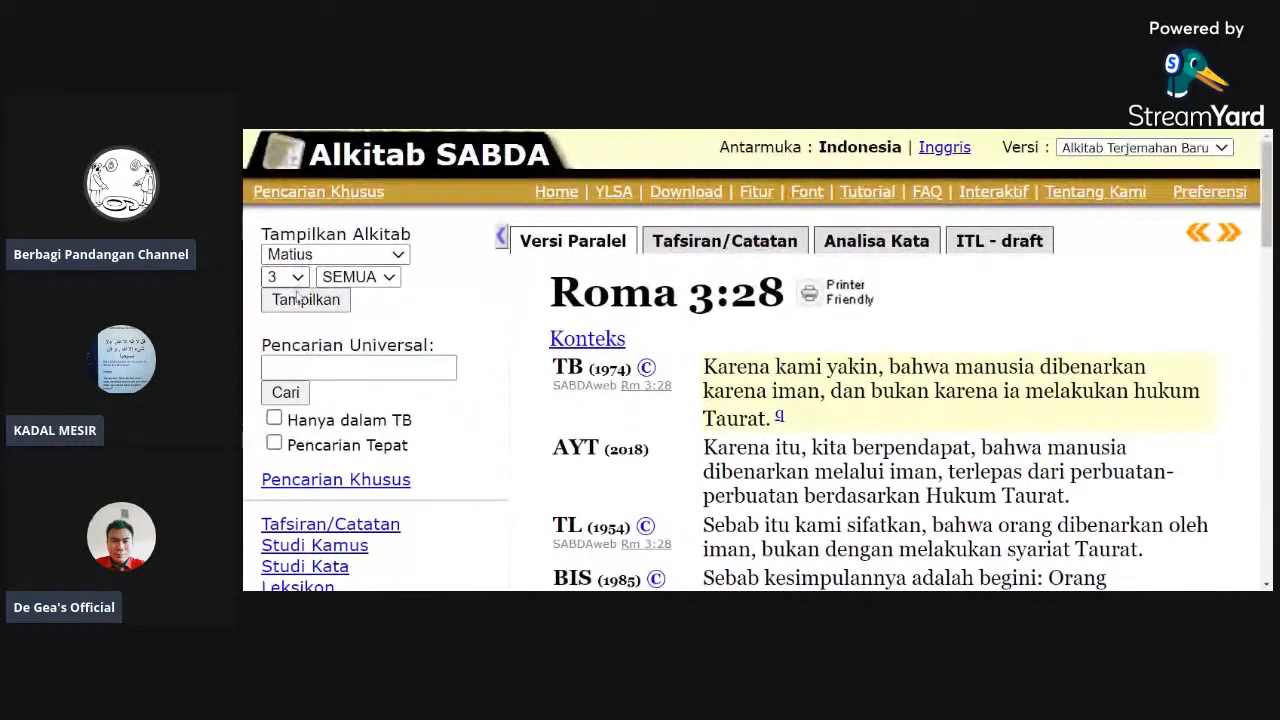 Powered by
StreamYard
Berbagi Pandangan Channel
KADAL MESIR
De Gea's Official
Alkitab SABDA
Antarmuka : Indonesia | Inggris Versi : Alkitab Terjemahan Baru
Pencarian Khusus Home | YLSA | Download | Fitur | Font | Tutorial | FAQ | Interaktif | Tentang Kami Preferensi
Tampilkan Alkitab
Matius
3 SEMUA
Tampilkan
Pencarian Universal:
Cari
Hanya dalam TB
Pencarian Tepat
Pencarian Khusus
Tafsiran/Catatan
Studi Kamus
Studi Kata
Leksikon
Versi Paralel Tafsiran/Catatan Analisa Kata ITL - draft
Roma 3:28
Printer
Friendly
Konteks
TB (1974) ©
SABDAweb Rm 3:28
Karena kami yakin, bahwa manusia dibenarkan
karena iman, dan bukan karena ia melakukan hukum
Taurat. q
AYT (2018)
Karena itu, kita berpendapat, bahwa manusia
dibenarkan melalui iman, terlepas dari perbuatan-
perbuatan berdasarkan Hukum Taurat.
TL (1954) ©
SABDAweb Rm 3:28
Sebab itu kami sifatkan, bahwa orang dibenarkan oleh
iman, bukan dengan melakukan syariat Taurat.
BIS (1985) ©
Sebab kesimpulannya adalah begini: Orang